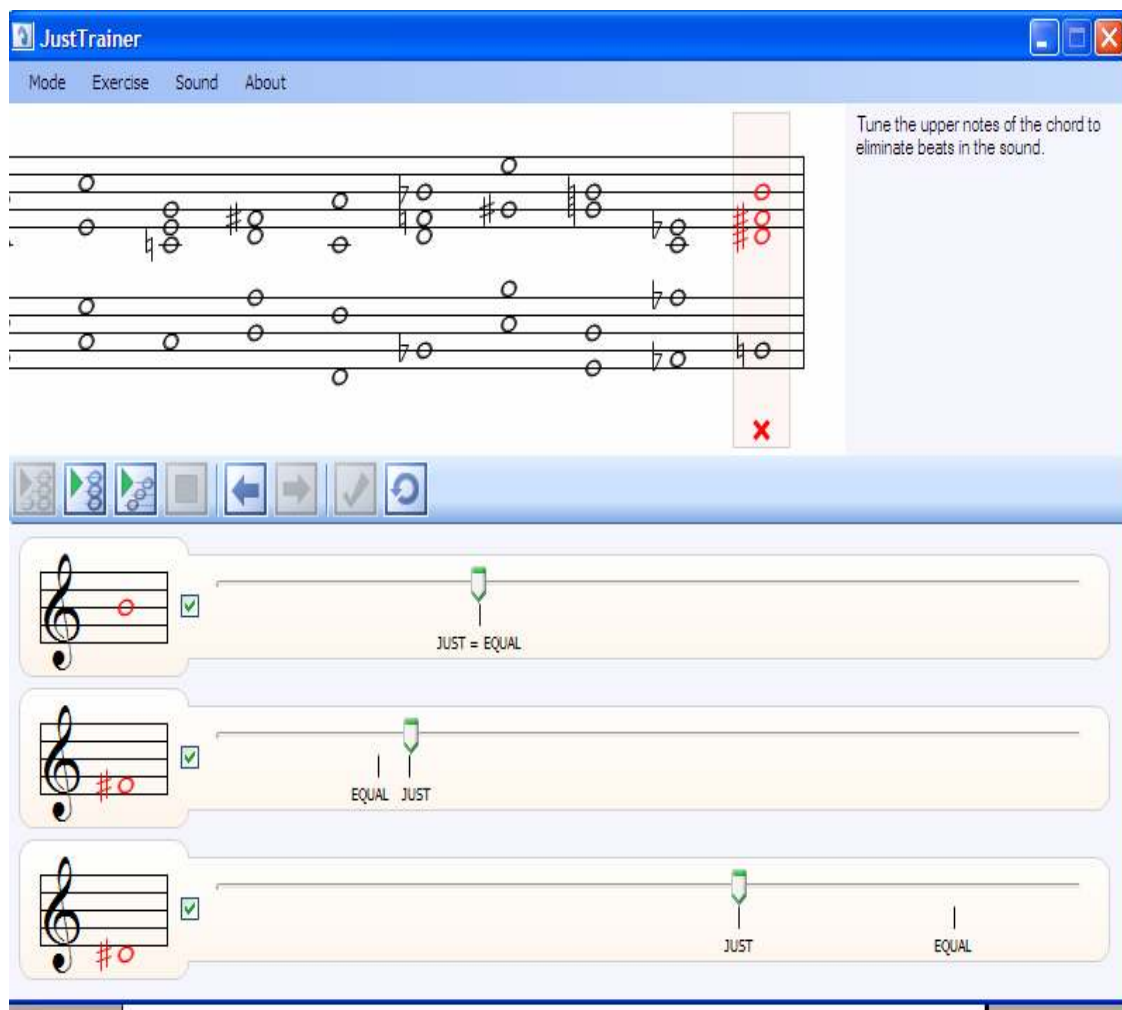 JustTrainer
Mode Exercise Sound About
Tune the upper notes of the chord to
eliminate beats in the sound.
JUST = EQUAL
EQUAL JUST
JUST EQUAL